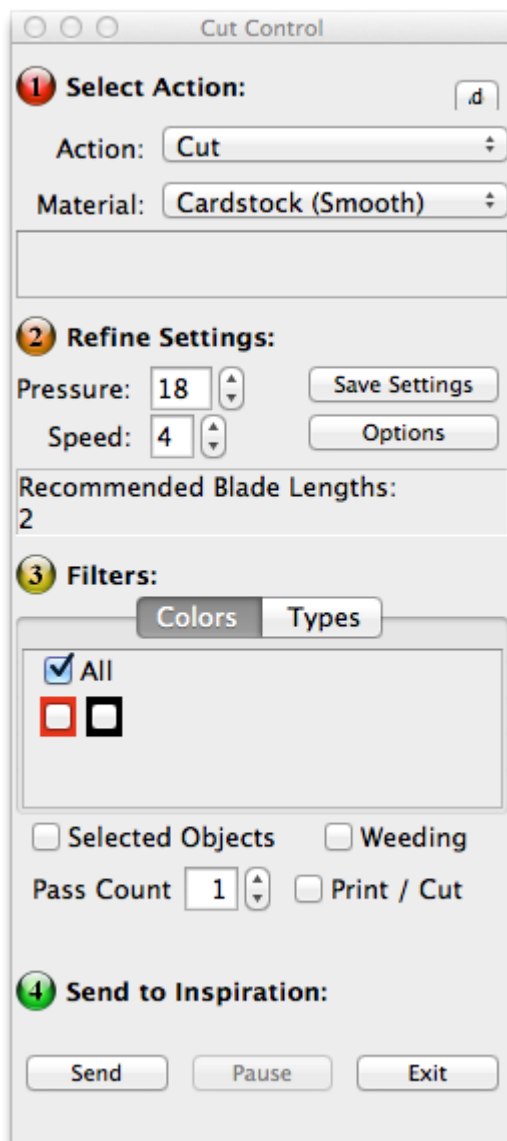 Cut Control
1 Select Action:
.d
Action: Cut
Material: Cardstock (Smooth)
2 Refine Settings:
Pressure: 18 Save Settings
Speed: 4 Options
Recommended Blade Lengths:
2
3 Filters:
Colors Types
All
Selected Objects Weeding
Pass Count 1 Print / Cut
4 Send to Inspiration:
Send Pause Exit